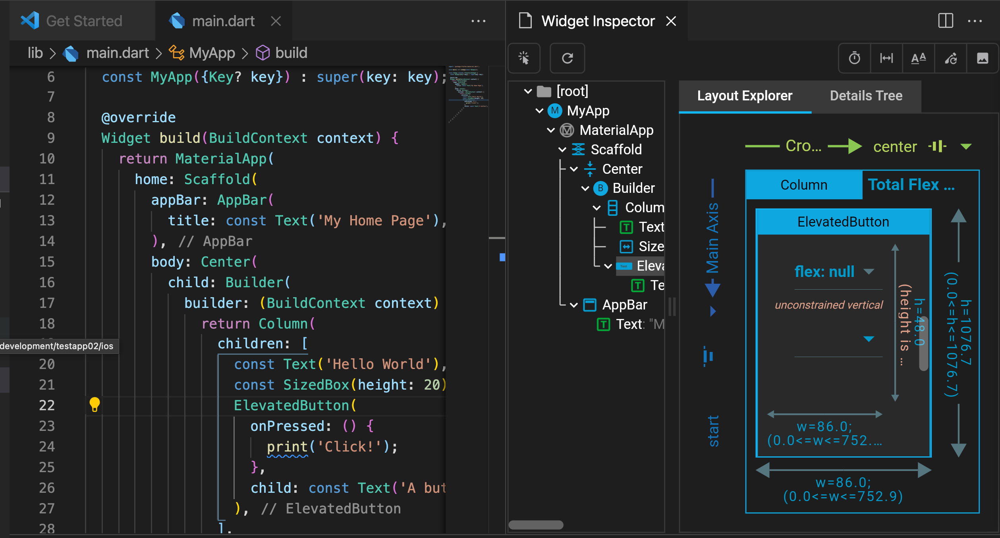 Get Started
main.dart
lib > main.dart > MyApp > build
6 const MyApp({Key? key}) : super(key: key);
7
8 @override
9 Widget build(BuildContext context) {
10 return MaterialApp(
11 home: Scaffold(
12 appBar: AppBar(
13 title: const Text('My Home Page'),
14 ), // AppBar
15 body: Center(
16 child: Builder(
17 builder: (BuildContext context)
18 return Column(
children: [
development/testapp02/ios
20 const Text('Hello World'),
21 const SizedBox(height: 20)
22 ElevatedButton(
23 onPressed: () {
24 print('Click!');
25 },
26 child: const Text('A but
27 ), // ElevatedButton
28 ],
Widget Inspector
[root]
M MyApp
MaterialApp
Scaffold
Center
B Builder
Colum
T Text
Size
Text Eleva
T Te
AppBar
T Text: "M
Layout Explorer
Details Tree
Cro...
center
Main Axis
start
Column
Total Flex ...
ElevatedButton
flex: null
unconstrained vertical
h=48.0
(height is ...
w=86.0;
(0.0<=w<=752....
h=1076.7
(0.0<=h<=1076.7)
w=86.0;
(0.0<=w<=752.9)